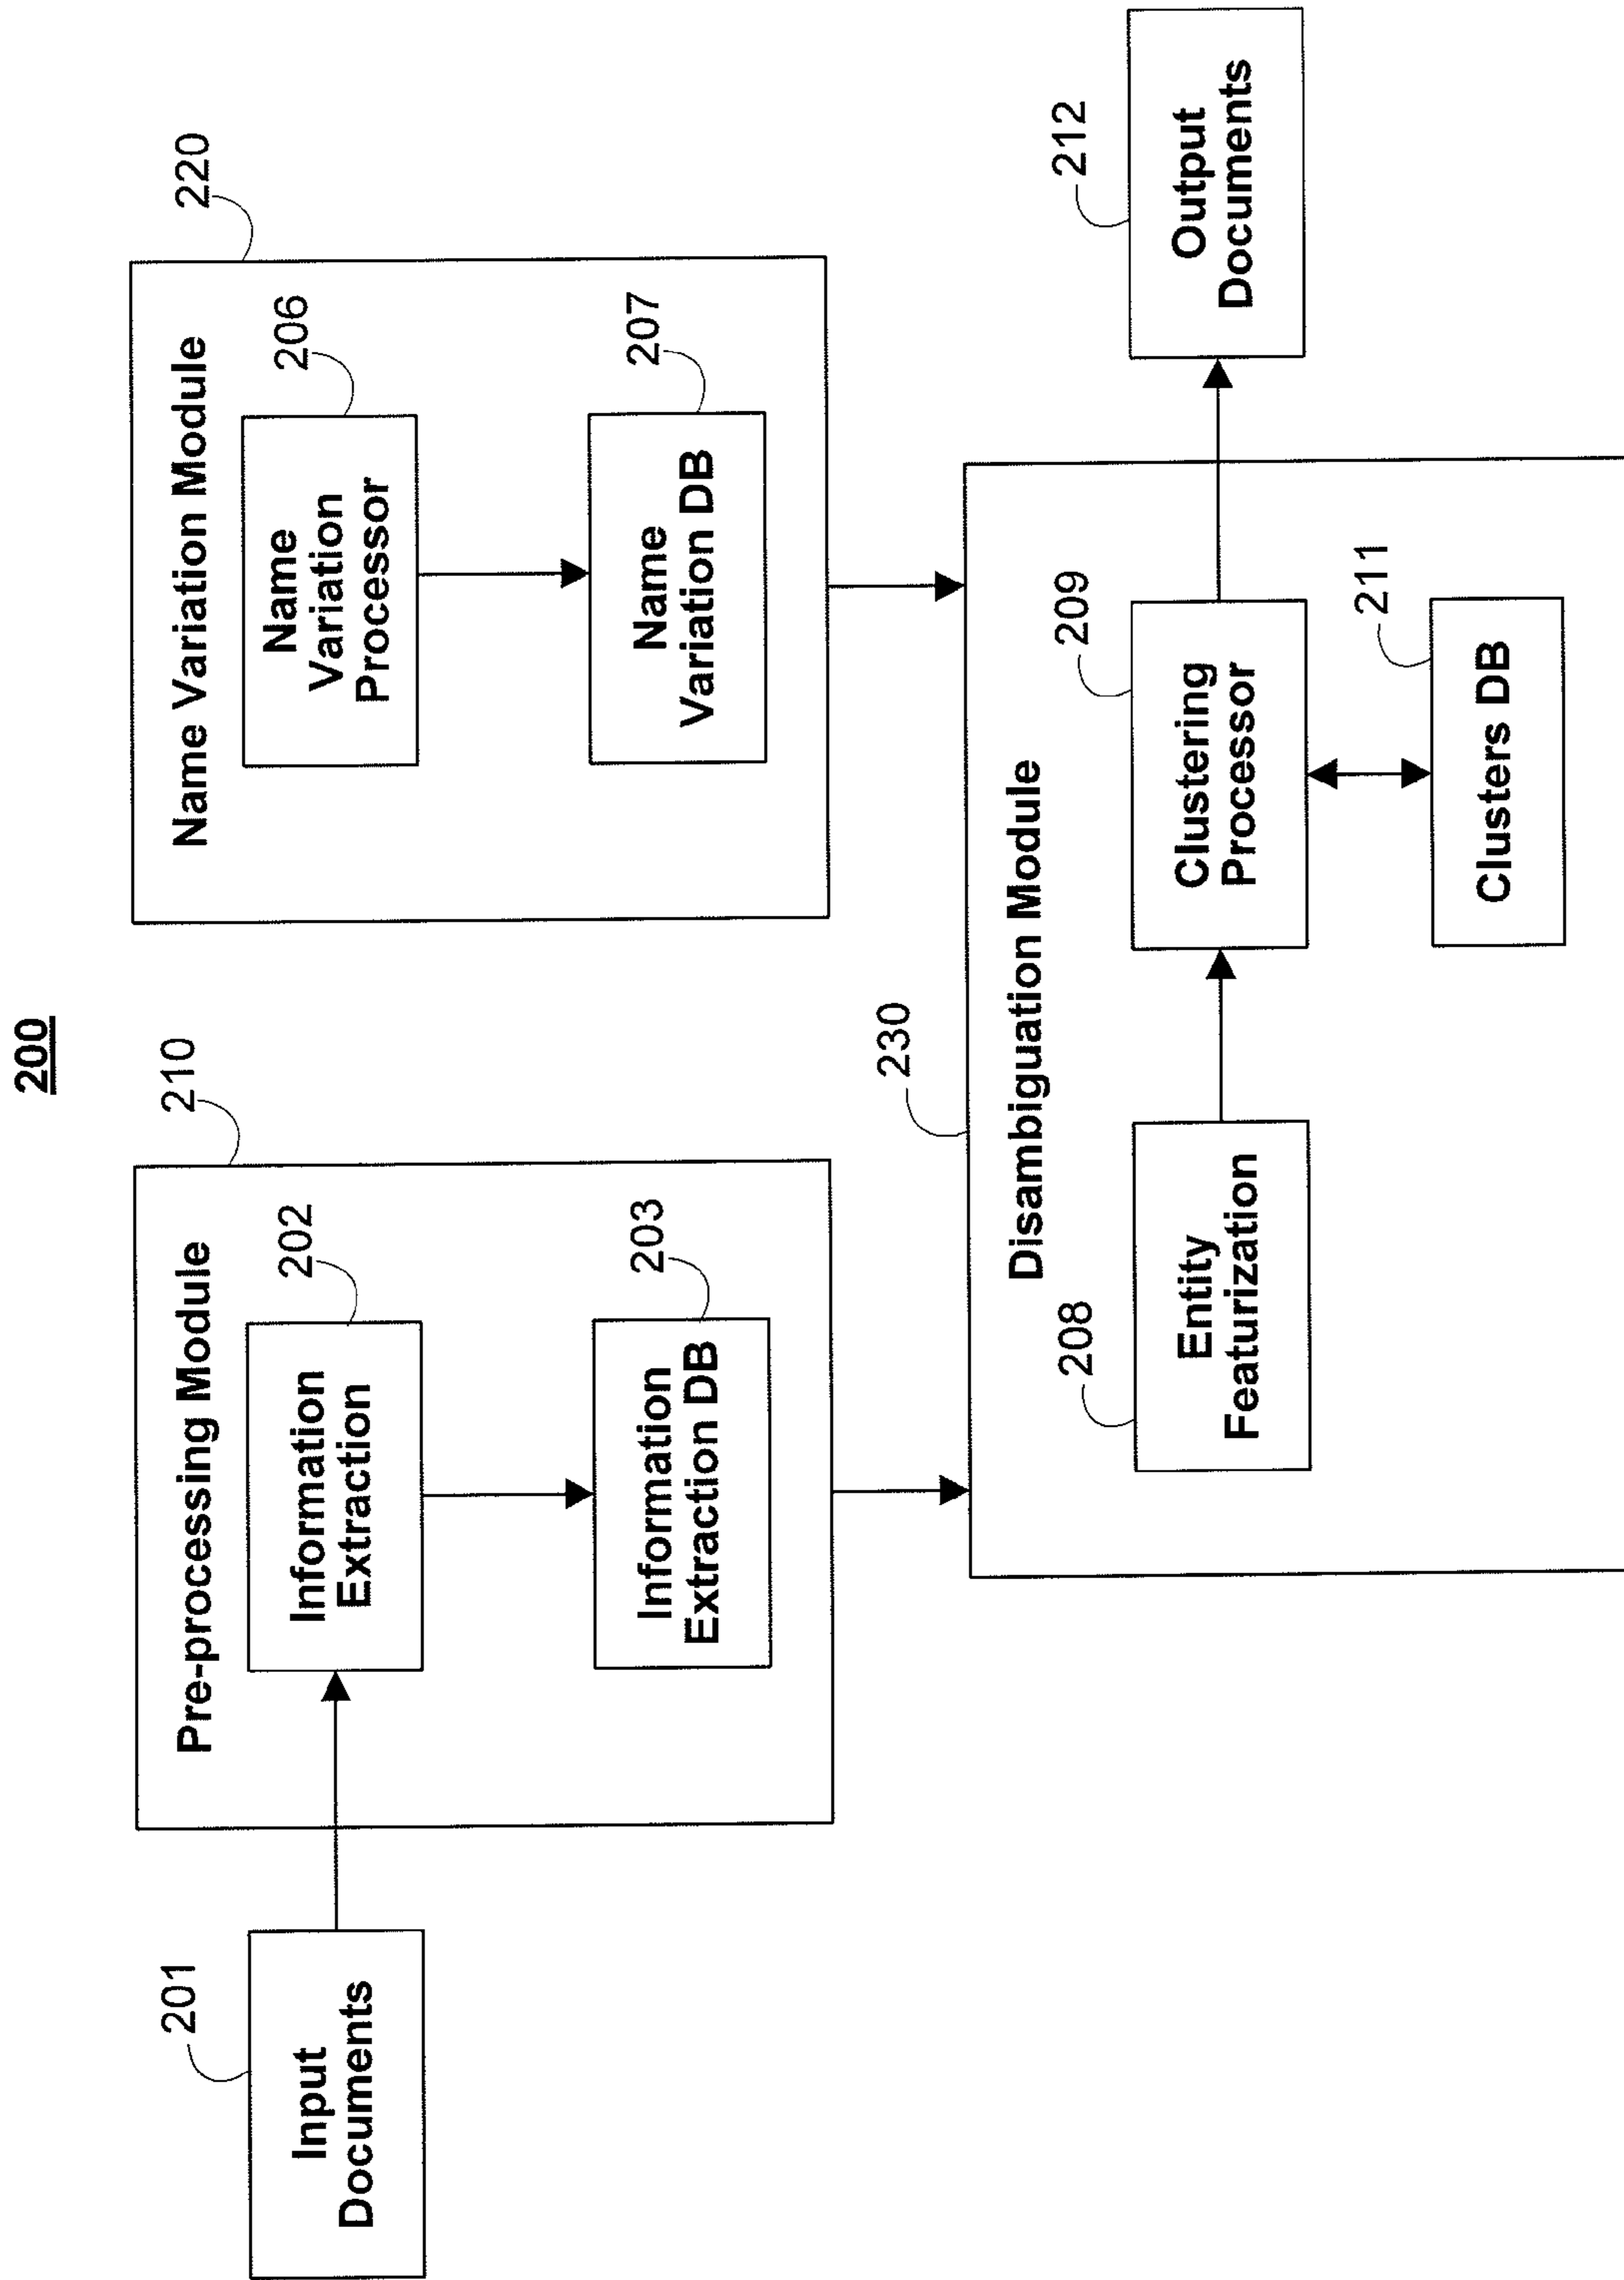 200
201
Input
Documents
210
Pre-processing Module
202
Information
Extraction
203
Information
Extraction DB
220
Name Variation Module
206
Name
Variation
Processor
207
Name
Variation DB
230
Disambiguation Module
208
Entity
Featurization
209
Clustering
Processor
211
Clusters DB
212
Output
Documents